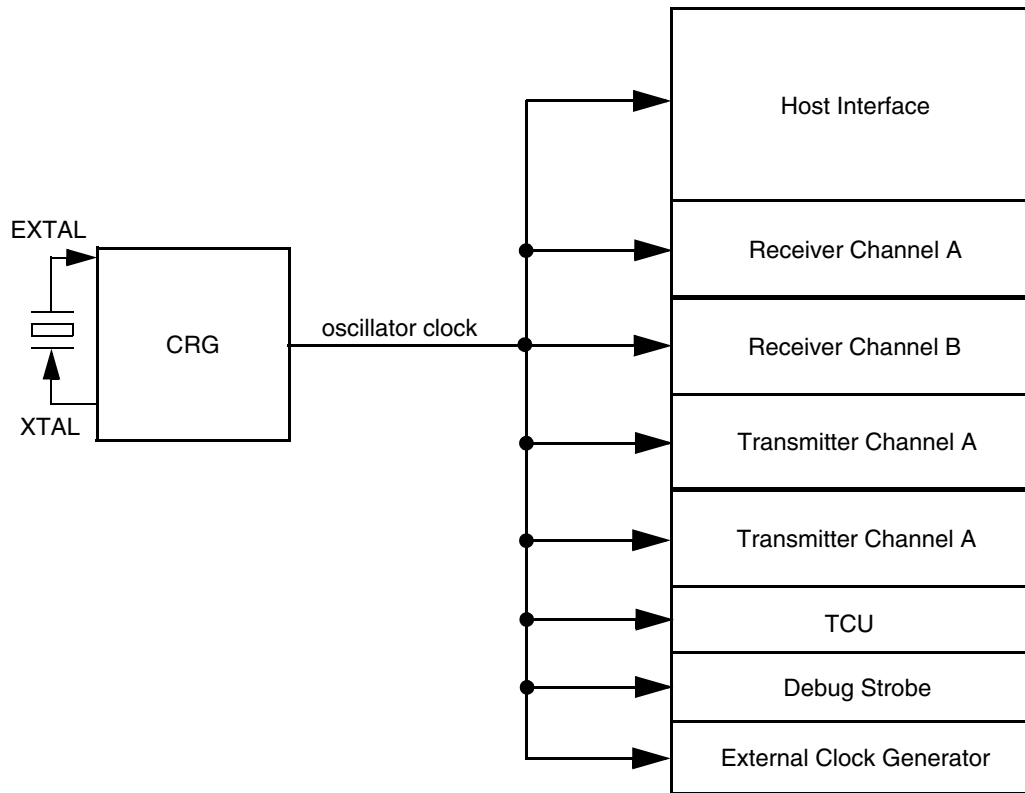 EXTAL
XTAL
CRG
oscillator clock
Host Interface
Receiver Channel A
Receiver Channel B
Transmitter Channel A
Transmitter Channel A
TCU
Debug Strobe
External Clock Generator